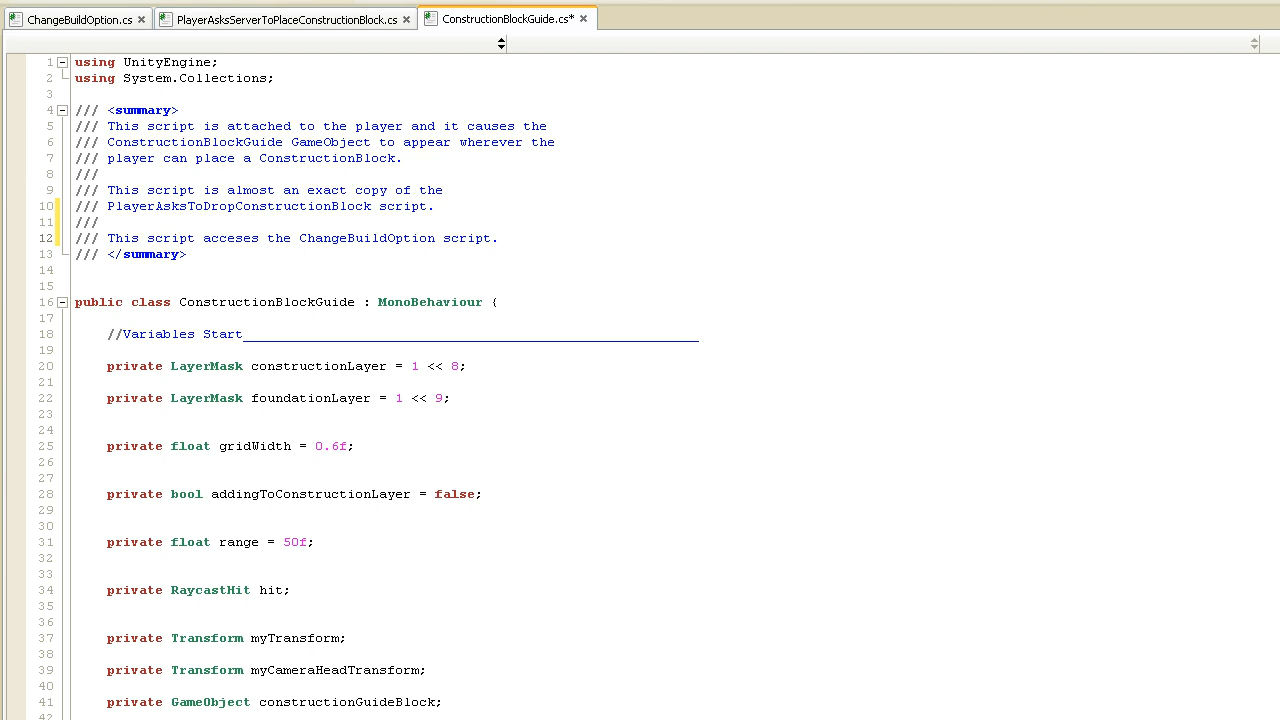 ChangeBuildOption.cs PlayerAsksServerToPlaceConstructionBlock.cs ConstructionBlockGuide.cs*
1 using UnityEngine;
2 using System.Collections;
3
4 /// <summary>
5 /// This script is attached to the player and it causes the
6 /// ConstructionBlockGuide GameObject to appear wherever the
7 /// player can place a ConstructionBlock.
8 ///
9 /// This script is almost an exact copy of the
10 /// PlayerAsksToDropConstructionBlock script.
11 ///
12 /// This script acceses the ChangeBuildOption script.
13 /// </summary>
14
15
16 public class ConstructionBlockGuide : MonoBehaviour {
17
18 //Variables Start_________________________________________________________
19
20 private LayerMask constructionLayer = 1 << 8;
21
22 private LayerMask foundationLayer = 1 << 9;
23
24
25 private float gridWidth = 0.6f;
26
27
28 private bool addingToConstructionLayer = false;
29
30
31 private float range = 50f;
32
33
34 private RaycastHit hit;
35
36
37 private Transform myTransform;
38
39 private Transform myCameraHeadTransform;
40
41 private GameObject constructionGuideBlock;
42